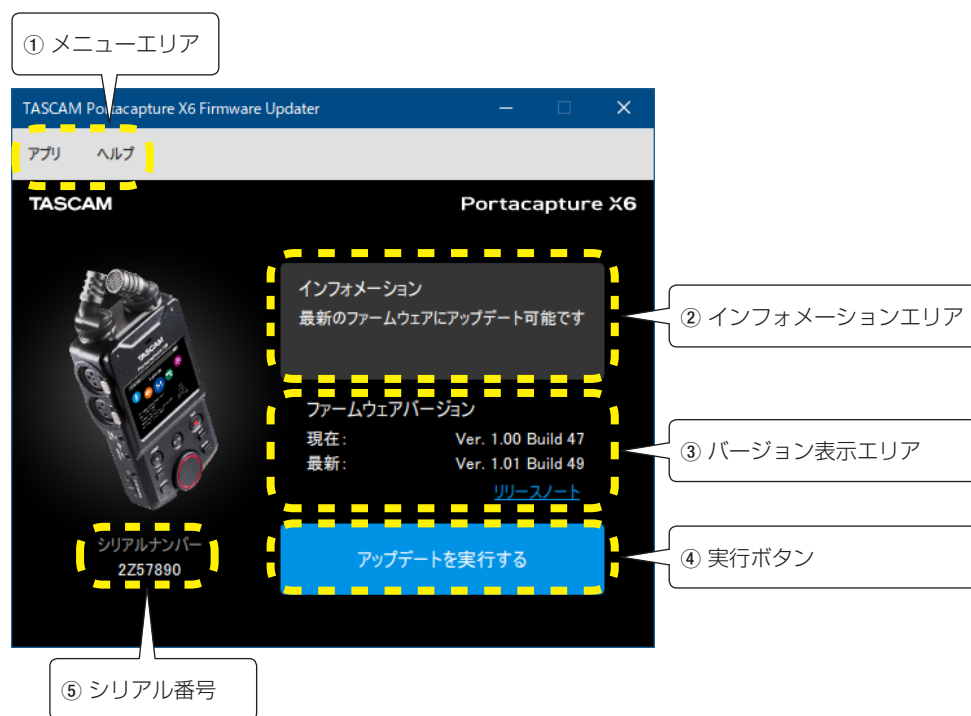 ① メニューエリア
TASCAM Portacapture X6 Firmware Updater
アプリ ヘルプ
TASCAM
Portacapture X6
インフォメーション
最新のファームウェアにアップデート可能です
② インフォメーションエリア
ファームウェアバージョン
現在: Ver. 1.00 Build 47
最新: Ver. 1.01 Build 49
リリースノート
③ バージョン表示エリア
シリアルナンバー
2Z57890
アップデートを実行する
④ 実行ボタン
⑤ シリアル番号